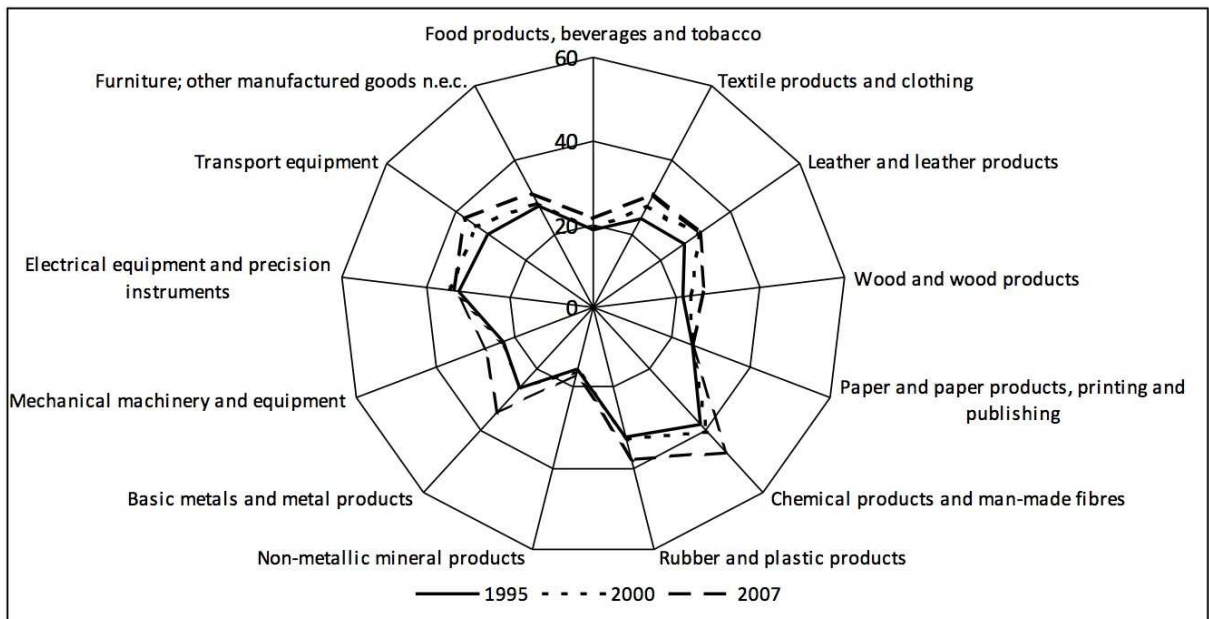 Food products, beverages and tobacco
60
Furniture; other manufactured goods n.e.c.
Textile products and clothing
40
Transport equipment
Leather and leather products
20
Electrical equipment and precision
instruments
Wood and wood products
0
Mechanical machinery and equipment
Paper and paper products, printing and
publishing
Basic metals and metal products
Chemical products and man-made fibres
Non-metallic mineral products
Rubber and plastic products
1995
2000
2007